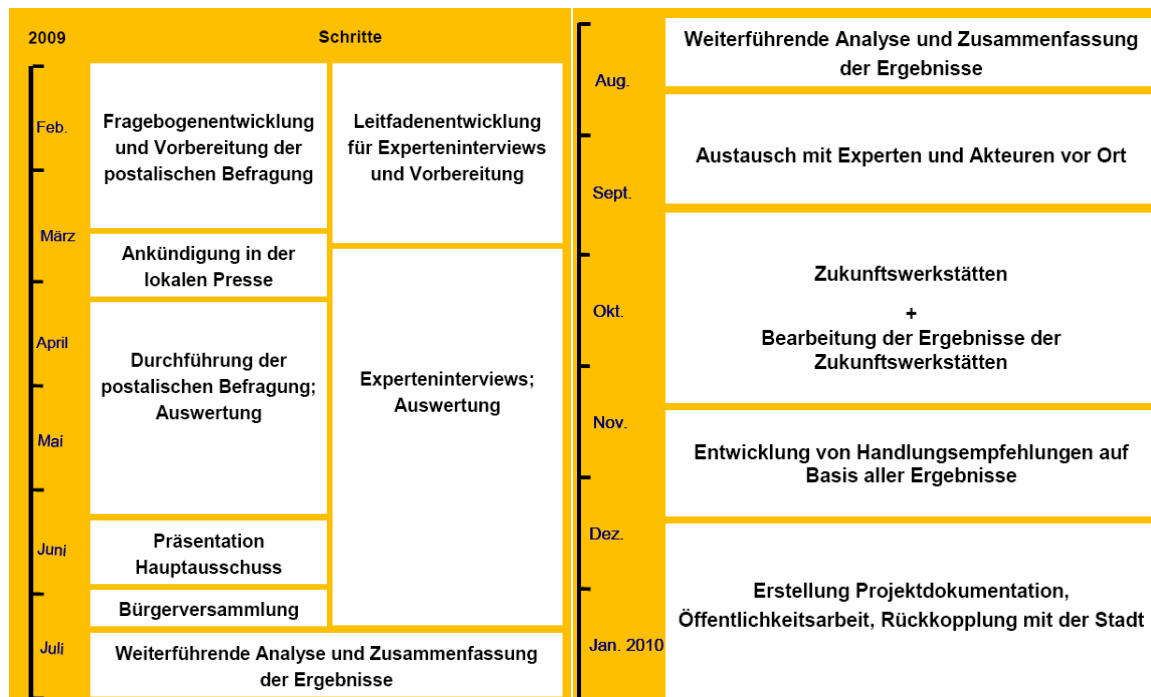 2009
Schritte
Feb.
März
April
Mai
Juni
Juli
Fragebogenentwicklung
und Vorbereitung der
postalischen Befragung
Ankündigung in der
lokalen Presse
Durchführung der
postalischen Befragung;
Auswertung
Präsentation
Hauptausschuss
Bürgerversammlung
Leitfadenentwicklung
für Experteninterviews
und Vorbereitung
Experteninterviews;
Auswertung
Weiterführende Analyse und Zusammenfassung
der Ergebnisse
Aug.
Sept.
Okt.
Nov.
Dez.
Jan. 2010
Weiterführende Analyse und Zusammenfassung
der Ergebnisse
Austausch mit Experten und Akteuren vor Ort
Zukunftswerkstätten
+
Bearbeitung der Ergebnisse der
Zukunftswerkstätten
Entwicklung von Handlungsempfehlungen auf
Basis aller Ergebnisse
Erstellung Projektdokumentation,
Öffentlichkeitsarbeit, Rückkopplung mit der Stadt